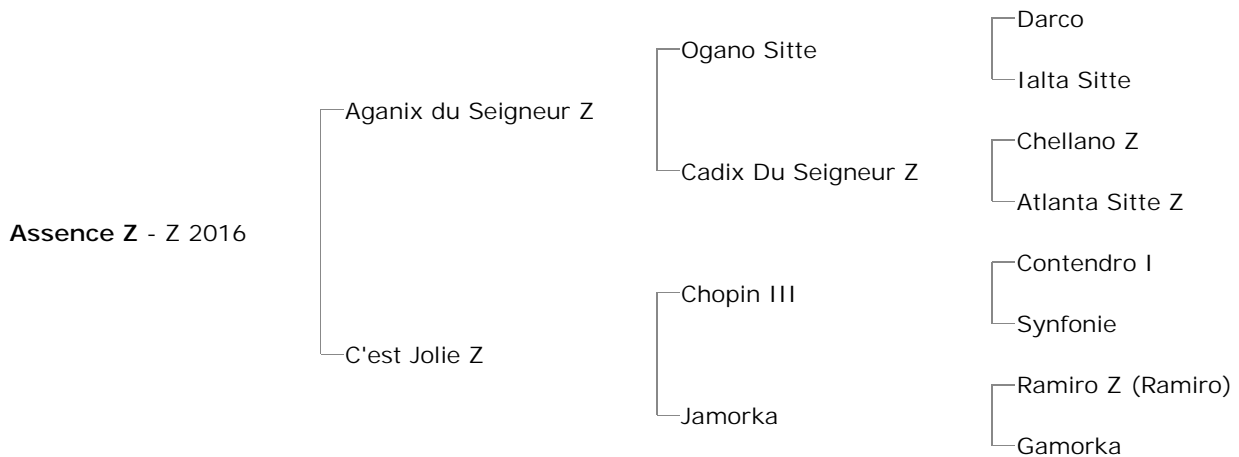 Darco
Ogano Sitte
Ialta Sitte
Aganix du Seigneur Z
Chellano Z
Cadix Du Seigneur Z
Atlanta Sitte Z
Assence Z - Z 2016
Contendro I
Chopin III
Synfonie
C'est Jolie Z
Ramiro Z (Ramiro)
Jamorka
Gamorka